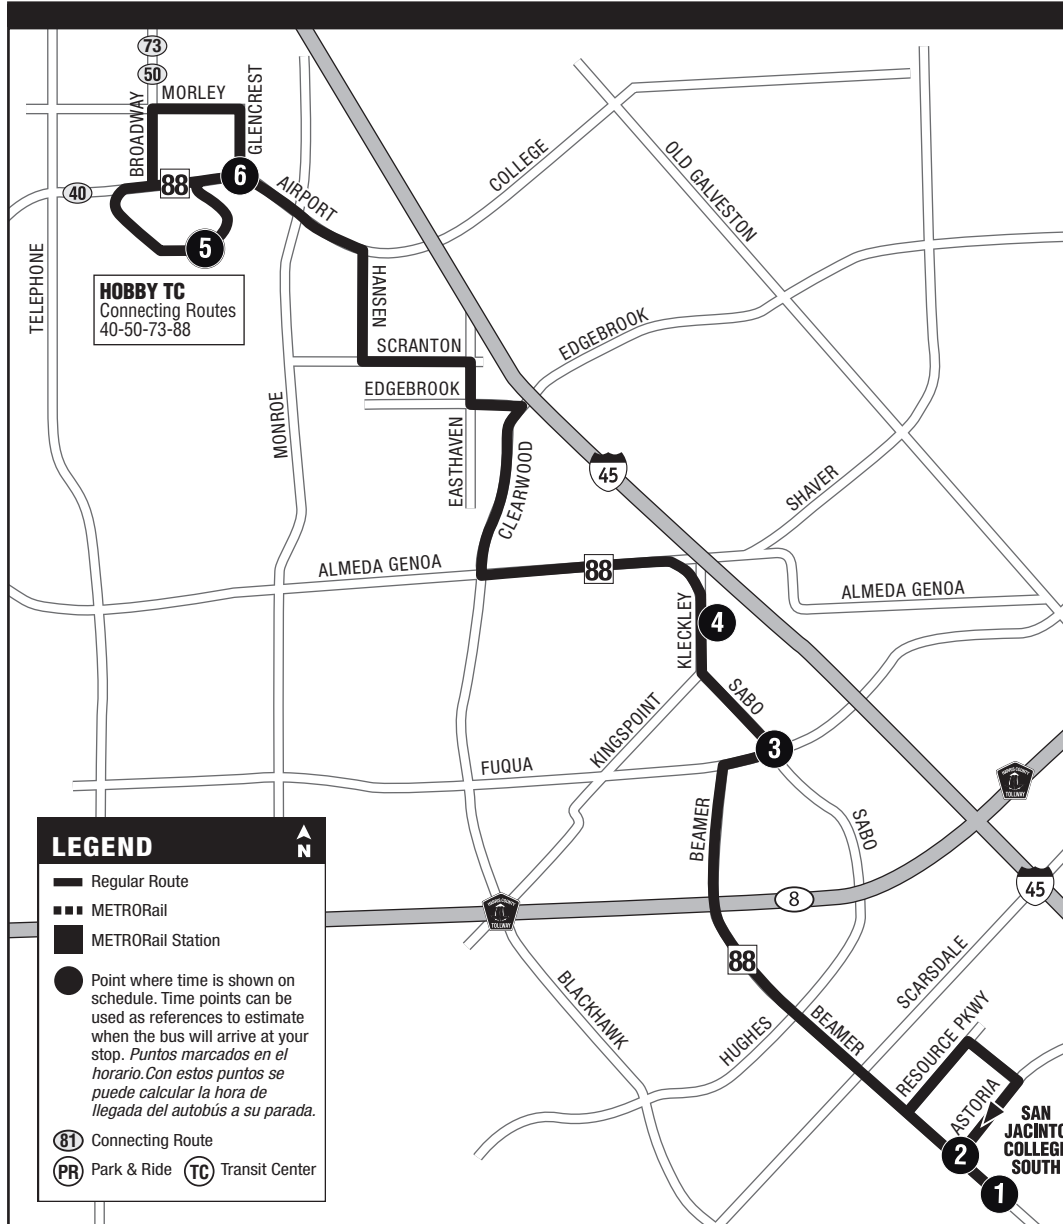 73
50
MORLEY
BROADWAY
GLENCREST
40
88
6
AIRPORT
COLLEGE
OLD GALVESTON
5
TELEPHONE
HOBBY TC
Connecting Routes
40-50-73-88
HANSEN
SCRANTON
EDGEBROOK
EDGEBROOK
MONROE
EASTHAVEN
CLEARWOOD
45
SHAVER
ALMEDA GENOA
88
ALMEDA GENOA
KLECKLEY
4
SABO
KINGSPOINT
3
FUQUA
HARRIS COUNTY
TOLLWAY
BEAMER
SABO
45
8
HARRIS COUNTY
TOLLWAY
88
SCARSDALE
BLACKHAWK
HUGHES
BEAMER
RESOURCE PKWY
ASTORIA
SAN
JACINTO
COLLEGE
SOUTH
2
1
LEGEND
N
Regular Route
METRORail
METRORail Station
Point where time is shown on
schedule. Time points can be
used as references to estimate
when the bus will arrive at your
stop. Puntos marcados en el
horario.Con estos puntos se
puede calcular la hora de
llegada del autobús a su parada.
81 Connecting Route
PR Park & Ride TC Transit Center